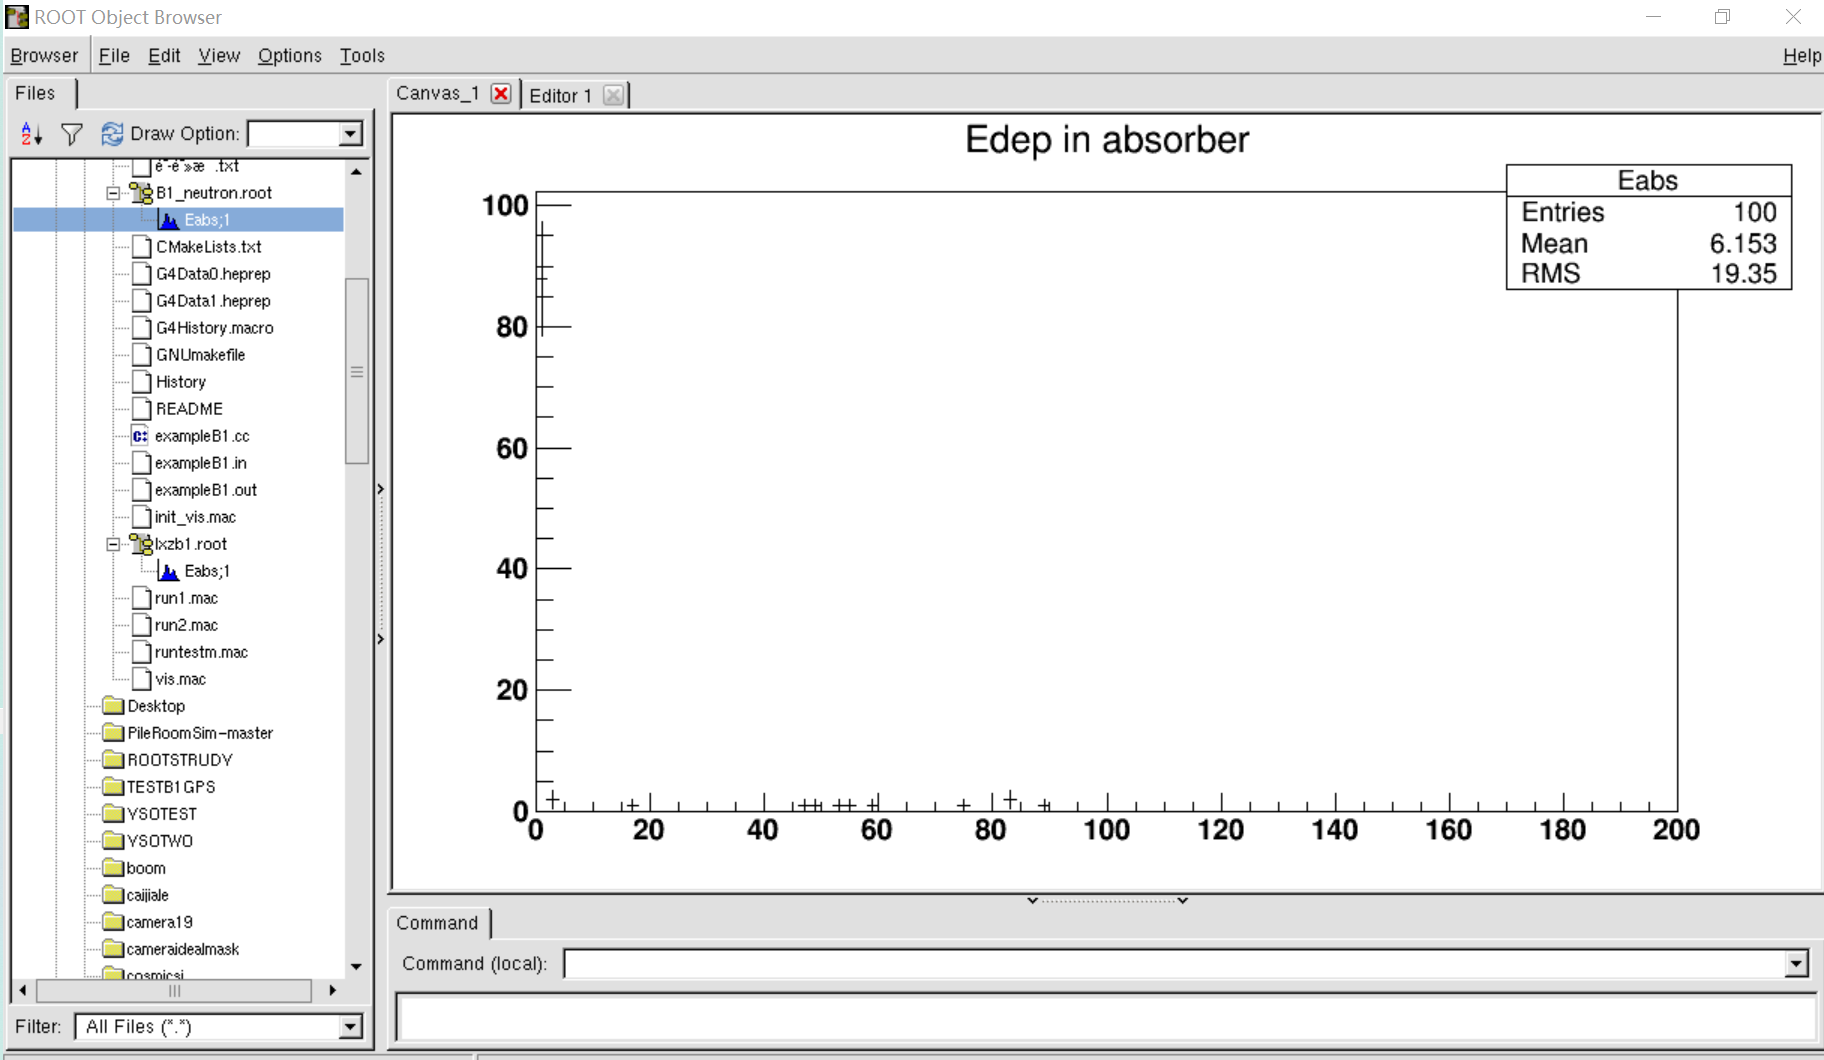 ROOT Object Browser
Browser File Edit View Options Tools Help
Files
Draw Option:
.txt
B1_neutron.root
Eabs;1
CMakeLists.txt
G4Data0.heprep
G4Data1.heprep
G4History.macro
GNUmakefile
History
README
exampleB1.cc
exampleB1.in
exampleB1.out
init_vis.mac
lxzb1.root
Eabs;1
run1.mac
run2.mac
runtestm.mac
vis.mac
Desktop
PileRoomSim-master
ROOTSTRUDY
TESTB1GPS
YSOTEST
YSOTWO
boom
caijiale
camera19
cameraidealmask
cosmicsi
Filter: All Files (*.*)
Canvas_1 Editor 1
Edep in absorber
Eabs
Entries 100
Mean 6.153
RMS 19.35
100
80
60
40
20
0
0 20 40 60 80 100 120 140 160 180 200
Command
Command (local):